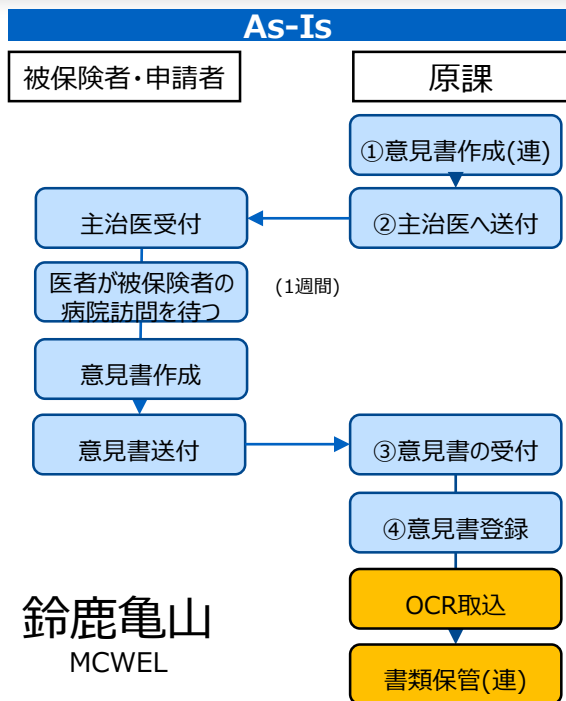 As-Is
被保険者・申請者
原課
①意見書作成(連)
主治医受付
②主治医へ送付
医者が被保険者の
病院訪問を待つ
(1週間)
意見書作成
意見書送付
③意見書の受付
④意見書登録
OCR取込
書類保管(連)
鈴鹿亀山
MCWEL